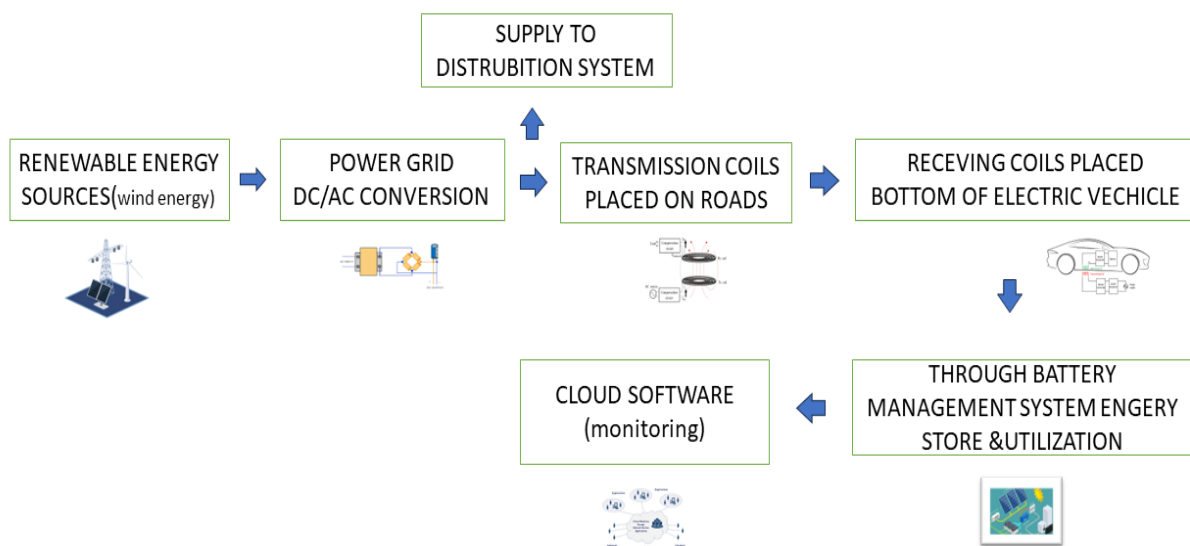 SUPPLY TO
DISTRUBITION SYSTEM
RENEWABLE ENERGY
SOURCES(wind energy)
POWER GRID
DC/AC CONVERSION
TRANSMISSION COILS
PLACED ON ROADS
RECEVING COILS PLACED
BOTTOM OF ELECTRIC VECHICLE
THROUGH BATTERY
MANAGEMENT SYSTEM ENGERY
STORE &UTILIZATION
CLOUD SOFTWARE
(monitoring)